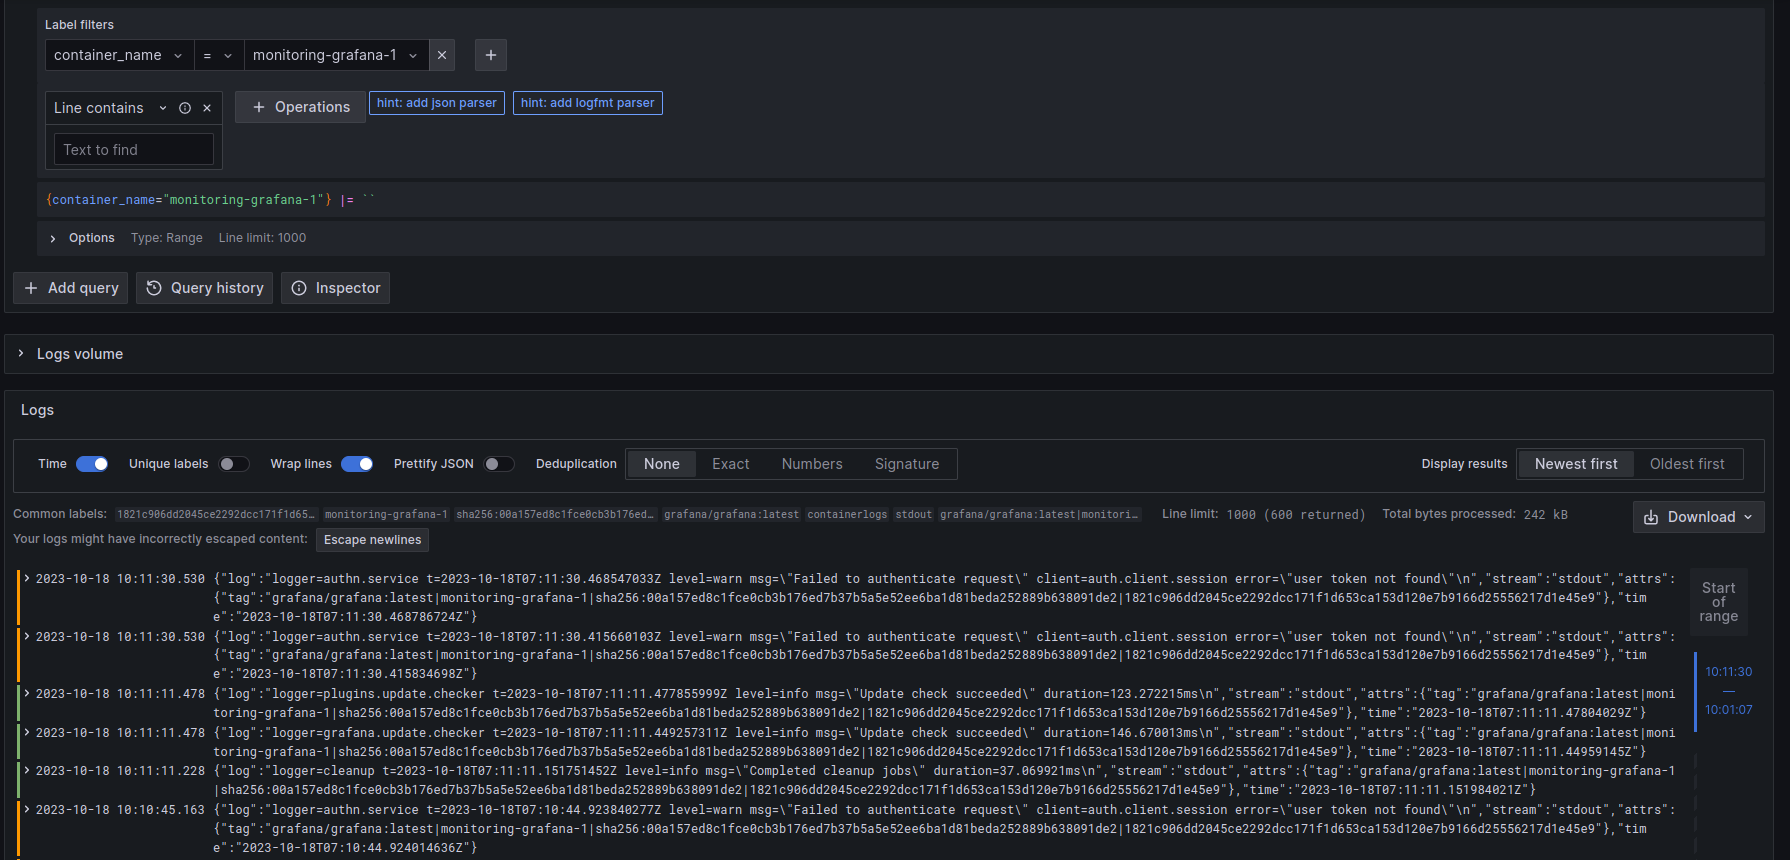 Label filters
container_name = monitoring-grafana-1
Line contains
Operations
hint: add json parser
hint: add logfmt parser
Text to find
{container_name="monitoring-grafana-1"} |= ``
Options Type: Range Line limit: 1000
Add query Query history Inspector
Logs volume
Logs
Time Unique labels Wrap lines Prettify JSON Deduplication None Exact Numbers Signature Display results Newest first Oldest first
Common labels: 1821c906dd2045ce2292dcc171f1d65… monitoring-grafana-1 sha256:00a157ed8c1fce0cb3b176ed… grafana/grafana:latest containerlogs stdout grafana/grafana:latest|monitori… Line limit: 1000 (600 returned) Total bytes processed: 242 kB
Download
Your logs might have incorrectly escaped content: Escape newlines
2023-10-18 10:11:30.530 {"log":"logger=authn.service t=2023-10-18T07:11:30.468547033Z level=warn msg=\"Failed to authenticate request\" client=auth.client.session error=\"user token not found\"\n","stream":"stdout","attrs":
{"tag":"grafana/grafana:latest|monitoring-grafana-1|sha256:00a157ed8c1fce0cb3b176ed7b37b5a5e52ee6ba1d81beda252889b638091de2|1821c906dd2045ce2292dcc171f1d653ca153d120e7b9166d25556217d1e45e9"},"tim
e":"2023-10-18T07:11:30.468786724Z"}
2023-10-18 10:11:30.530 {"log":"logger=authn.service t=2023-10-18T07:11:30.415660103Z level=warn msg=\"Failed to authenticate request\" client=auth.client.session error=\"user token not found\"\n","stream":"stdout","attrs":
{"tag":"grafana/grafana:latest|monitoring-grafana-1|sha256:00a157ed8c1fce0cb3b176ed7b37b5a5e52ee6ba1d81beda252889b638091de2|1821c906dd2045ce2292dcc171f1d653ca153d120e7b9166d25556217d1e45e9"},"tim
e":"2023-10-18T07:11:30.415834698Z"}
2023-10-18 10:11:11.478 {"log":"logger=plugins.update.checker t=2023-10-18T07:11:11.477855999Z level=info msg=\"Update check succeeded\" duration=123.272215ms\n","stream":"stdout","attrs":{"tag":"grafana/grafana:latest|moni
toring-grafana-1|sha256:00a157ed8c1fce0cb3b176ed7b37b5a5e52ee6ba1d81beda252889b638091de2|1821c906dd2045ce2292dcc171f1d653ca153d120e7b9166d25556217d1e45e9"},"time":"2023-10-18T07:11:11.47804029Z"}
2023-10-18 10:11:11.478 {"log":"logger=grafana.update.checker t=2023-10-18T07:11:11.449257311Z level=info msg=\"Update check succeeded\" duration=146.670013ms\n","stream":"stdout","attrs":{"tag":"grafana/grafana:latest|moni
toring-grafana-1|sha256:00a157ed8c1fce0cb3b176ed7b37b5a5e52ee6ba1d81beda252889b638091de2|1821c906dd2045ce2292dcc171f1d653ca153d120e7b9166d25556217d1e45e9"},"time":"2023-10-18T07:11:11.44959145Z"}
2023-10-18 10:11:11.228 {"log":"logger=cleanup t=2023-10-18T07:11:11.151751452Z level=info msg=\"Completed cleanup jobs\" duration=37.069921ms\n","stream":"stdout","attrs":{"tag":"grafana/grafana:latest|monitoring-grafana-1
|sha256:00a157ed8c1fce0cb3b176ed7b37b5a5e52ee6ba1d81beda252889b638091de2|1821c906dd2045ce2292dcc171f1d653ca153d120e7b9166d25556217d1e45e9"},"time":"2023-10-18T07:11:11.151984021Z"}
2023-10-18 10:10:45.163 {"log":"logger=authn.service t=2023-10-18T07:10:44.923840277Z level=warn msg=\"Failed to authenticate request\" client=auth.client.session error=\"user token not found\"\n","stream":"stdout","attrs":
{"tag":"grafana/grafana:latest|monitoring-grafana-1|sha256:00a157ed8c1fce0cb3b176ed7b37b5a5e52ee6ba1d81beda252889b638091de2|1821c906dd2045ce2292dcc171f1d653ca153d120e7b9166d25556217d1e45e9"},"tim
e":"2023-10-18T07:10:44.924014636Z"}
Start
of
range
10:11:30
—
10:01:07